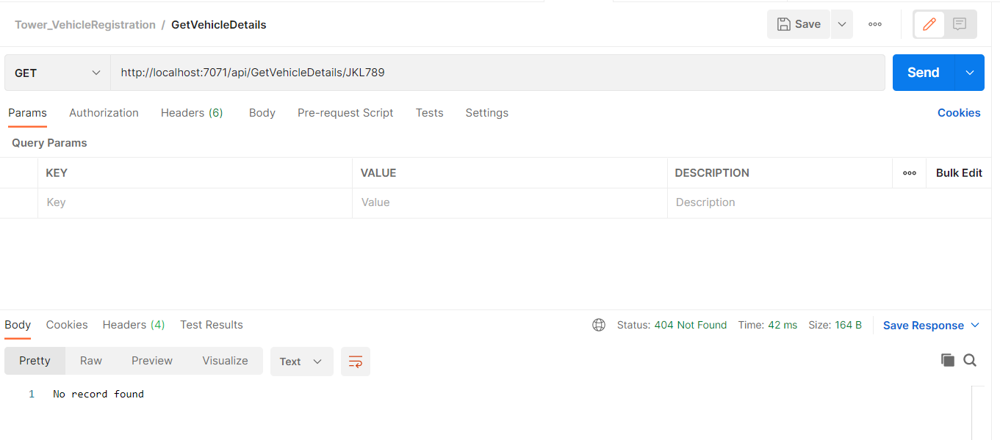 Tower_VehicleRegistration / GetVehicleDetails Save
GET http://localhost:7071/api/GetVehicleDetails/JKL789 Send
Params Authorization Headers (6) Body Pre-request Script Tests Settings Cookies
Query Params
KEY VALUE DESCRIPTION Bulk Edit
Key Value Description
Body Cookies Headers (4) Test Results Status: 404 Not Found Time: 42 ms Size: 164 B Save Response
Pretty Raw Preview Visualize Text
1 No record found